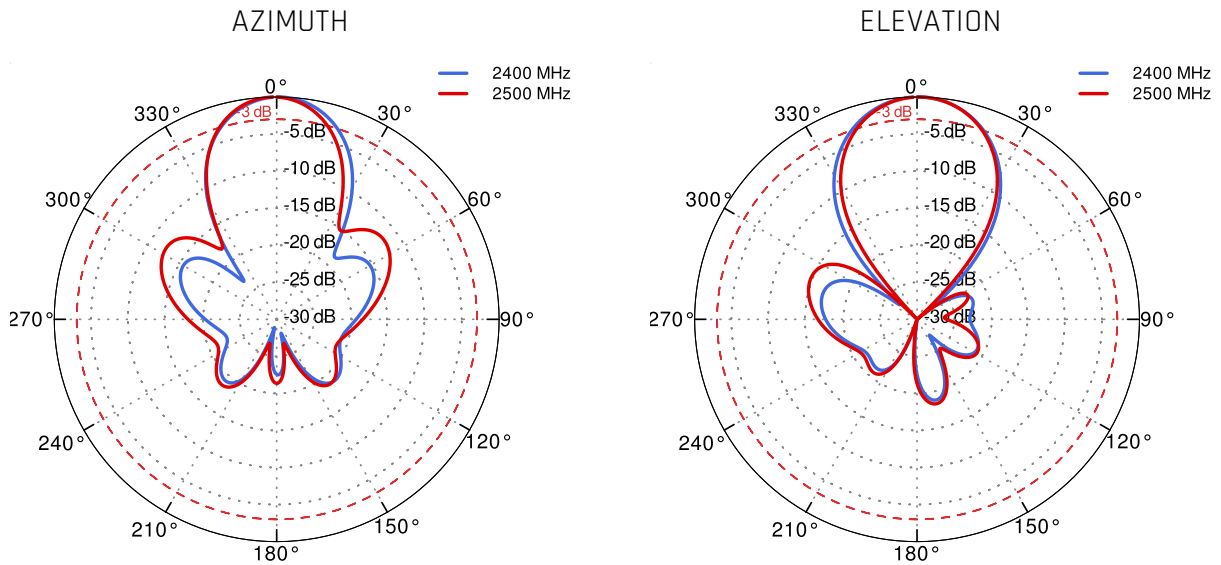 AZIMUTH
2400 MHz
2500 MHz
0°
30°
60°
90°
120°
150°
180°
210°
240°
270°
300°
330°
-3 dB
-5 dB
-10 dB
-15 dB
-20 dB
-25 dB
-30 dB
ELEVATION
2400 MHz
2500 MHz
0°
30°
60°
90°
120°
150°
180°
210°
240°
270°
300°
330°
-3 dB
-5 dB
-10 dB
-15 dB
-20 dB
-25 dB
-30 dB